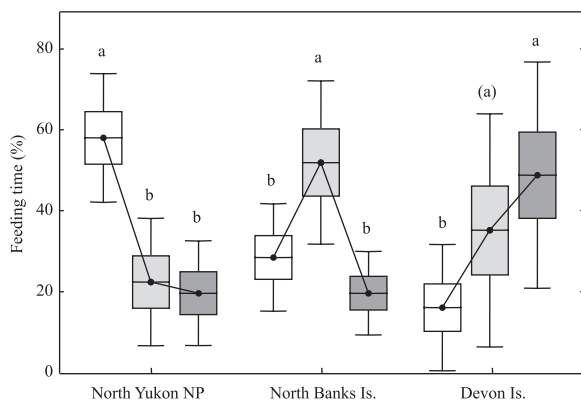 80
60
40
20
0
Feeding time (%)
a
b
b
b
a
b
b
(a)
a
North Yukon NP
North Banks Is.
Devon Is.